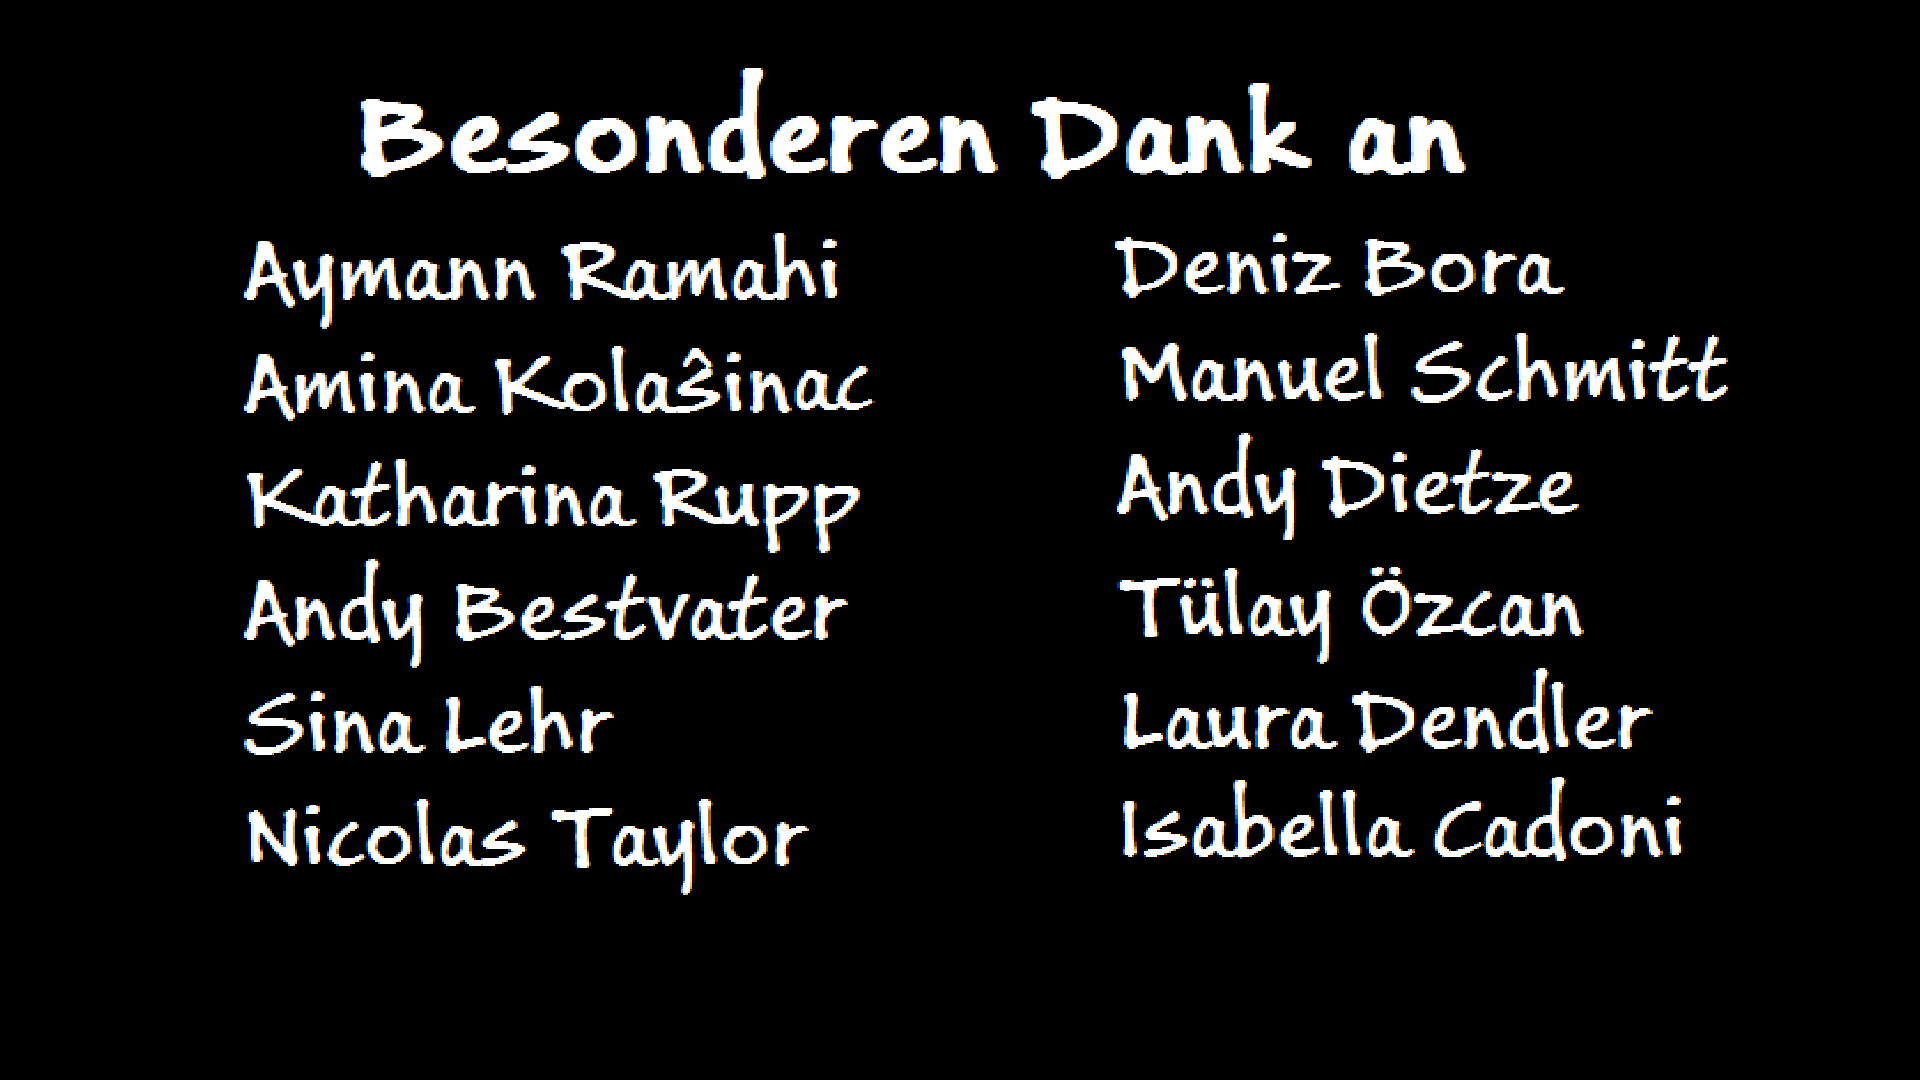 Besonderen Dank an
Aymann Ramahi
Amina Kolaŝinac
Katharina Rupp
Andy Bestvater
Sina Lehr
Nicolas Taylor
Deniz Bora
Manuel Schmitt
Andy Dietze
Tülay Özcan
Laura Dendler
Isabella Cadoni